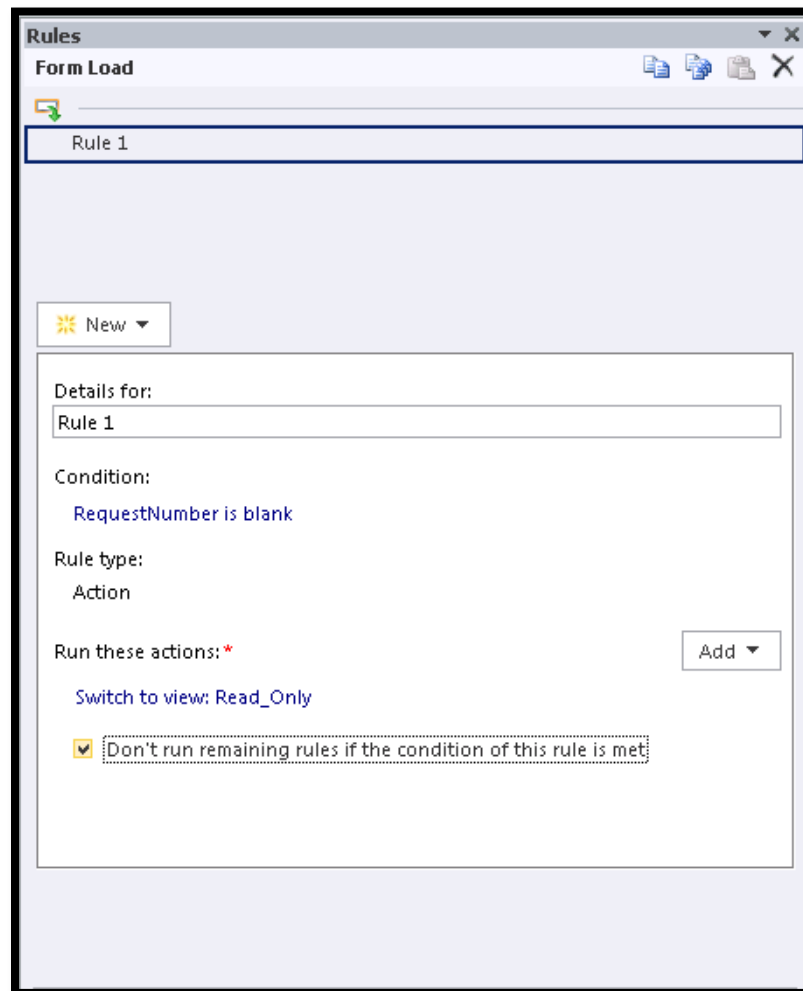 Rules
Form Load
Rule 1
New
Details for:
Rule 1
Condition:
RequestNumber is blank
Rule type:
Action
Run these actions:*
Add
Switch to view: Read_Only
Don't run remaining rules if the condition of this rule is met